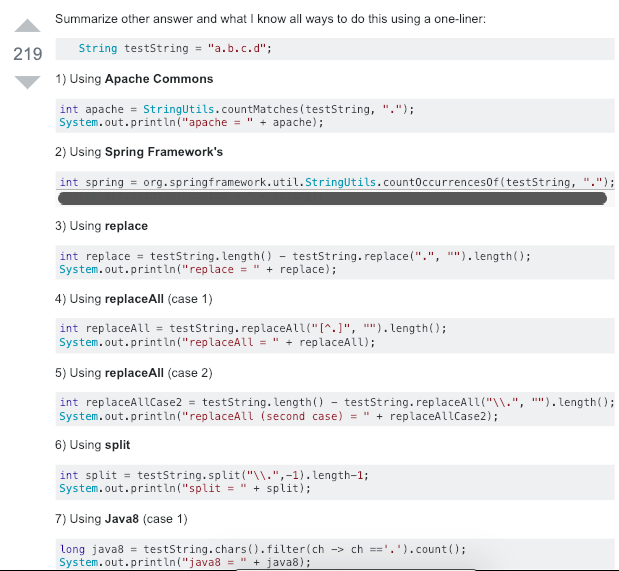 Summarize other answer and what I know all ways to do this using a one-liner:
219
String testString = "a.b.c.d";
1) Using Apache Commons
int apache = StringUtils.countMatches(testString, ".");
System.out.println("apache = " + apache);
2) Using Spring Framework's
int spring = org.springframework.util.StringUtils.countOccurrencesOf(testString, ".");
3) Using replace
int replace = testString.length() - testString.replace(".", "").length();
System.out.println("replace = " + replace);
4) Using replaceAll (case 1)
int replaceAll = testString.replaceAll("[^.]", "").length();
System.out.println("replaceAll = " + replaceAll);
5) Using replaceAll (case 2)
int replaceAllCase2 = testString.length() - testString.replaceAll("\\.", "").length();
System.out.println("replaceAll (second case) = " + replaceAllCase2);
6) Using split
int split = testString.split("\\.",-1).length-1;
System.out.println("split = " + split);
7) Using Java8 (case 1)
long java8 = testString.chars().filter(ch -> ch =='.').count();
System.out.println("java8 = " + java8);